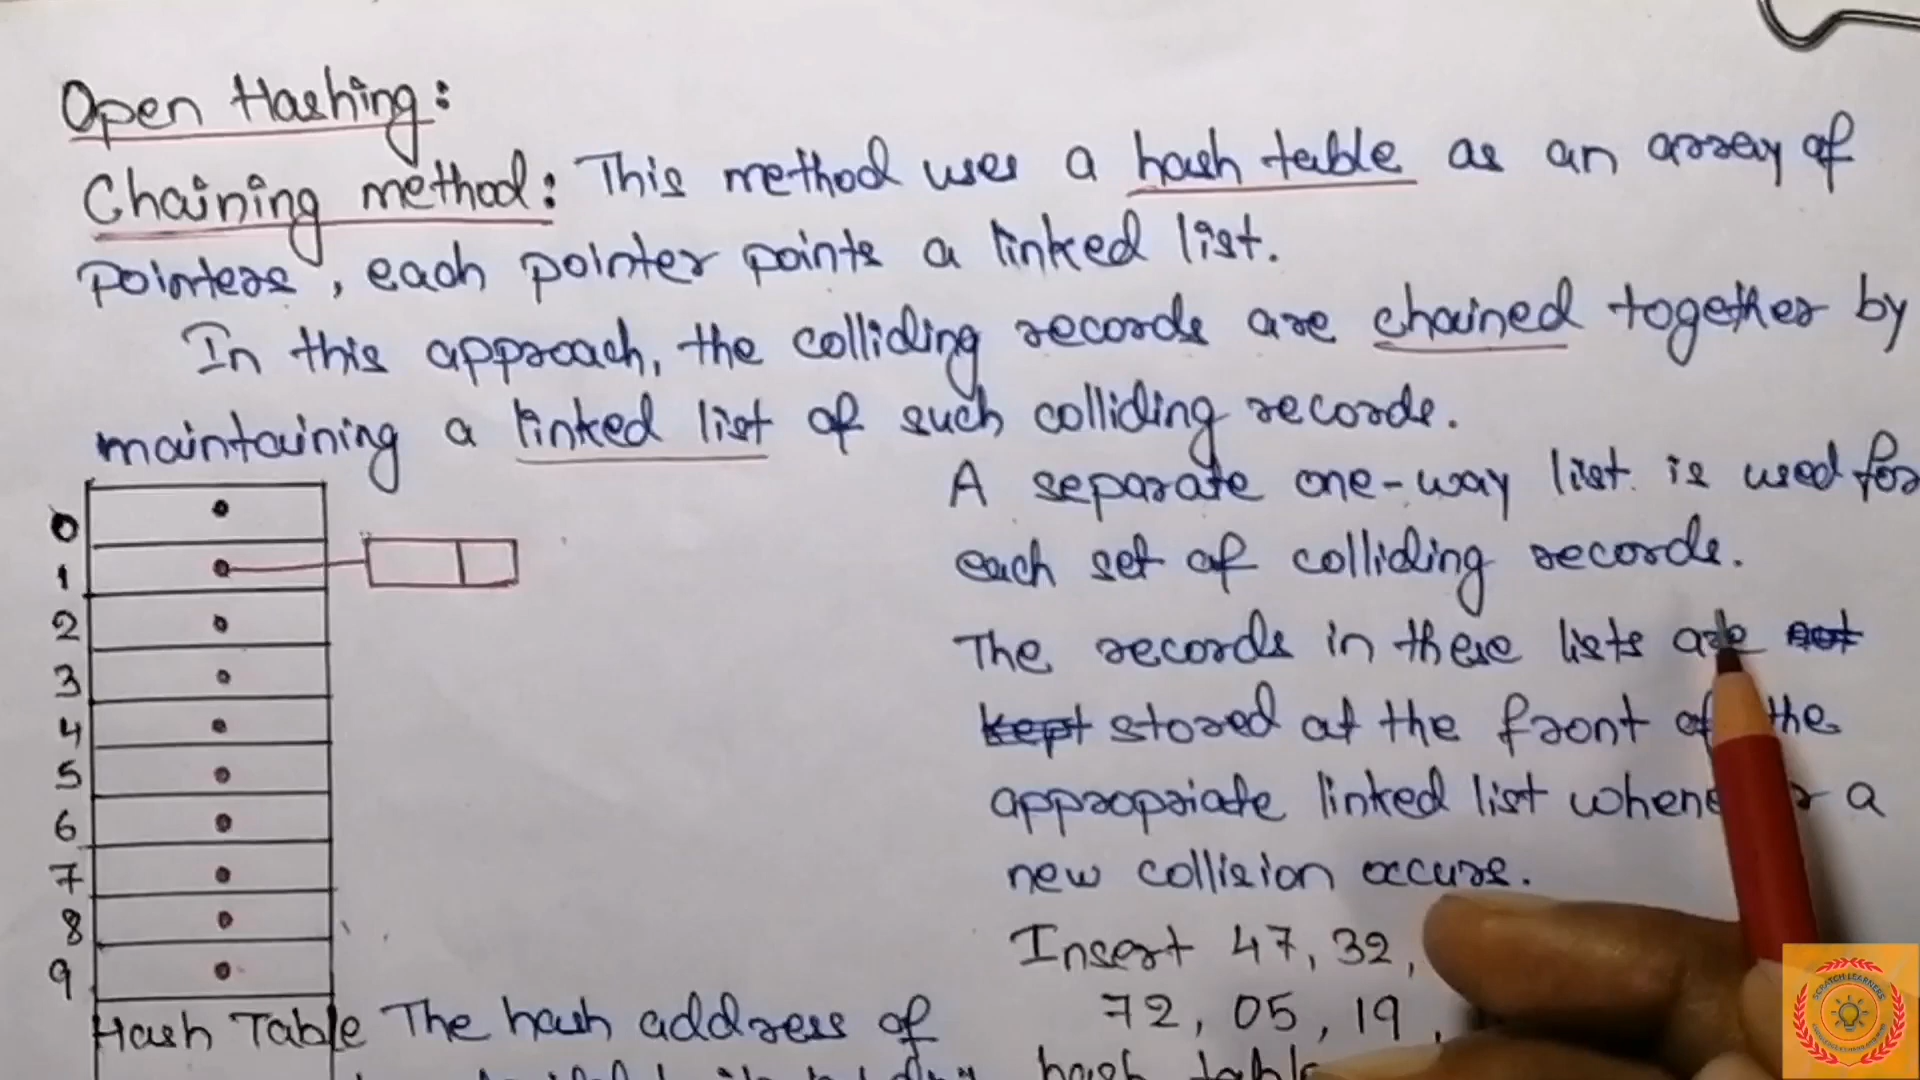 Open Hashing:
Chaining method: This method uses a hash table as an array of
pointers, each pointer points a linked list.
In this approach, the colliding records are chained together by
maintaining a linked list of such colliding records.
A separate one-way list is used for
each set of colliding records.
The records in these lists are not
kept stored at the front of the
appropriate linked list whenever a
new collision occurs.
Insert 47, 32,
72, 05, 19,
hash table
0
1
2
3
4
5
6
7
8
9
Hash Table
The hash address of
SCRATCH LEARNERS